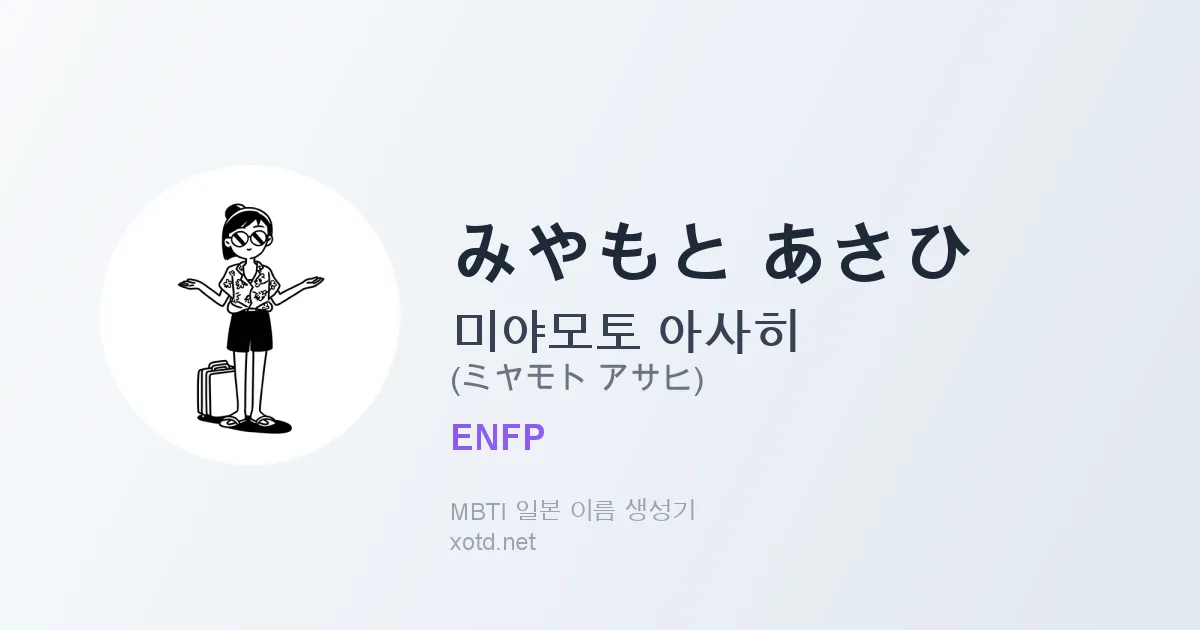 みやもと あさひ
미야모토 아사히
(ミヤモト アサヒ)
ENFP
MBTI 일본 이름 생성기
xotd.net